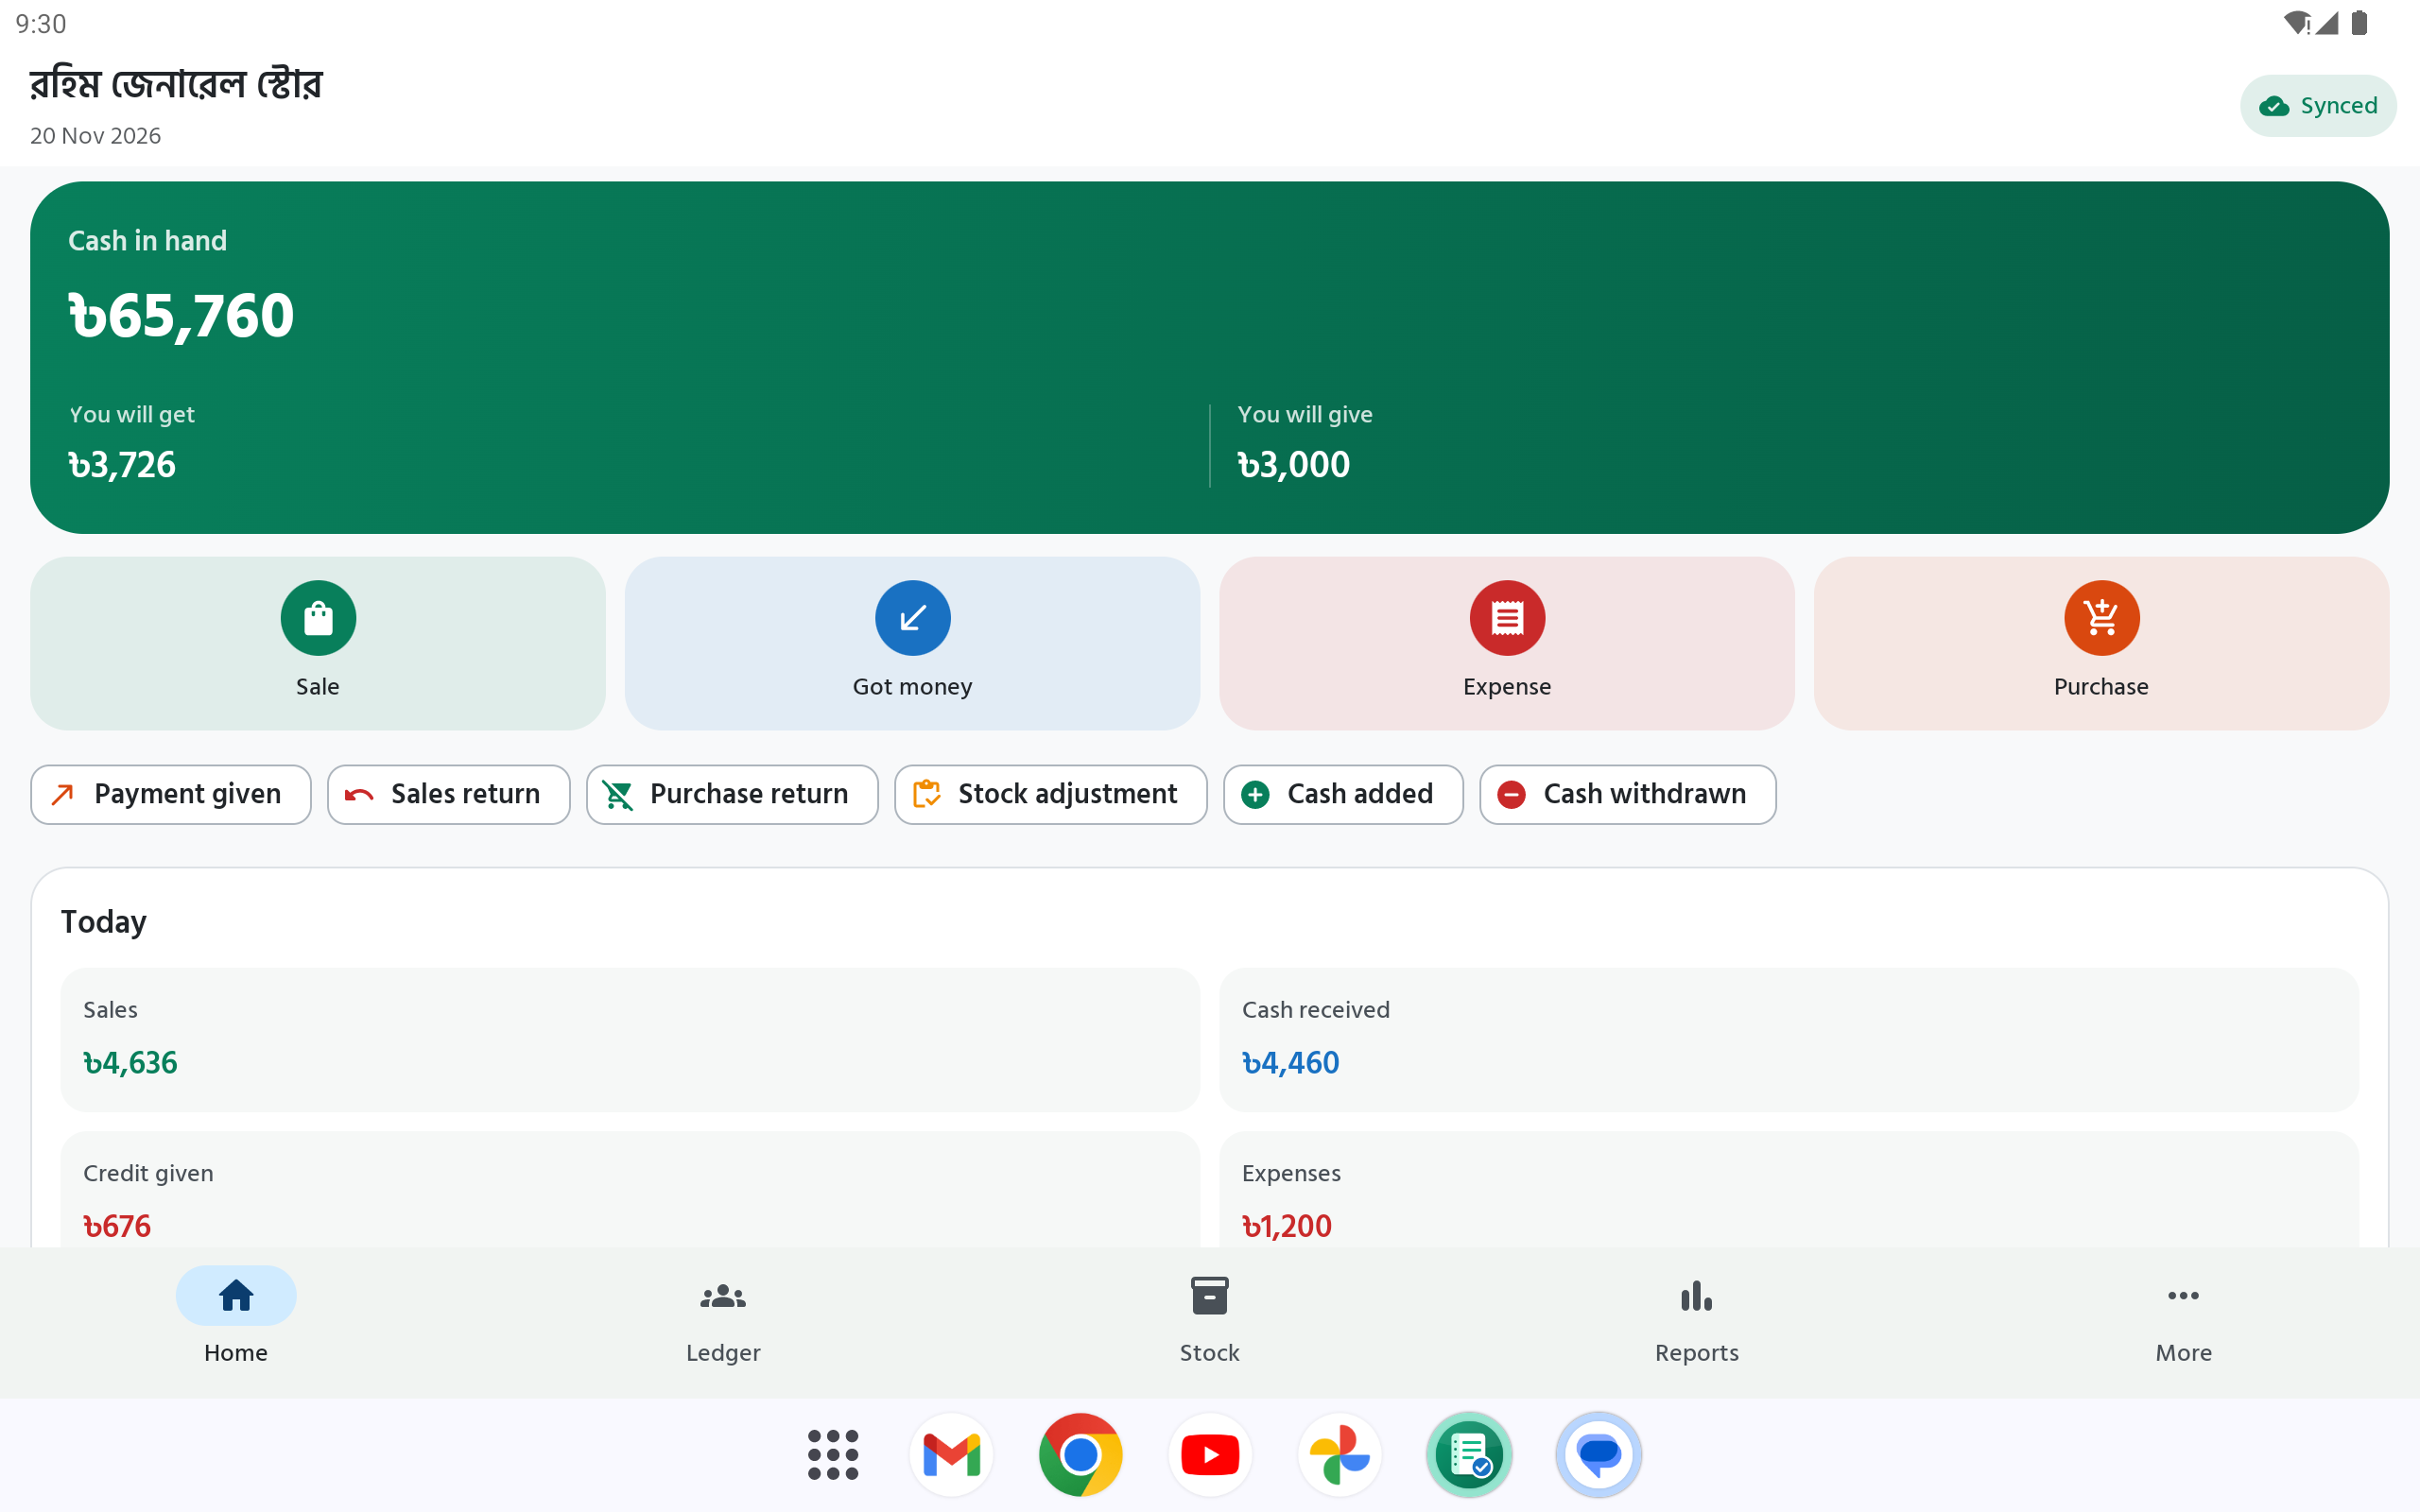 9:30
রহিম জেনারেল স্টোর
20 Nov 2026
Synced
Cash in hand
৳65,760
You will get
You will give
৳3,726
৳3,000
Sale
Got money
Expense
Purchase
Payment given
Sales return
Purchase return
Stock adjustment
Cash added
Cash withdrawn
Today
Sales
Cash received
৳4,636
৳4,460
Credit given
Expenses
৳676
৳1,200
Home
Ledger
Stock
Reports
More